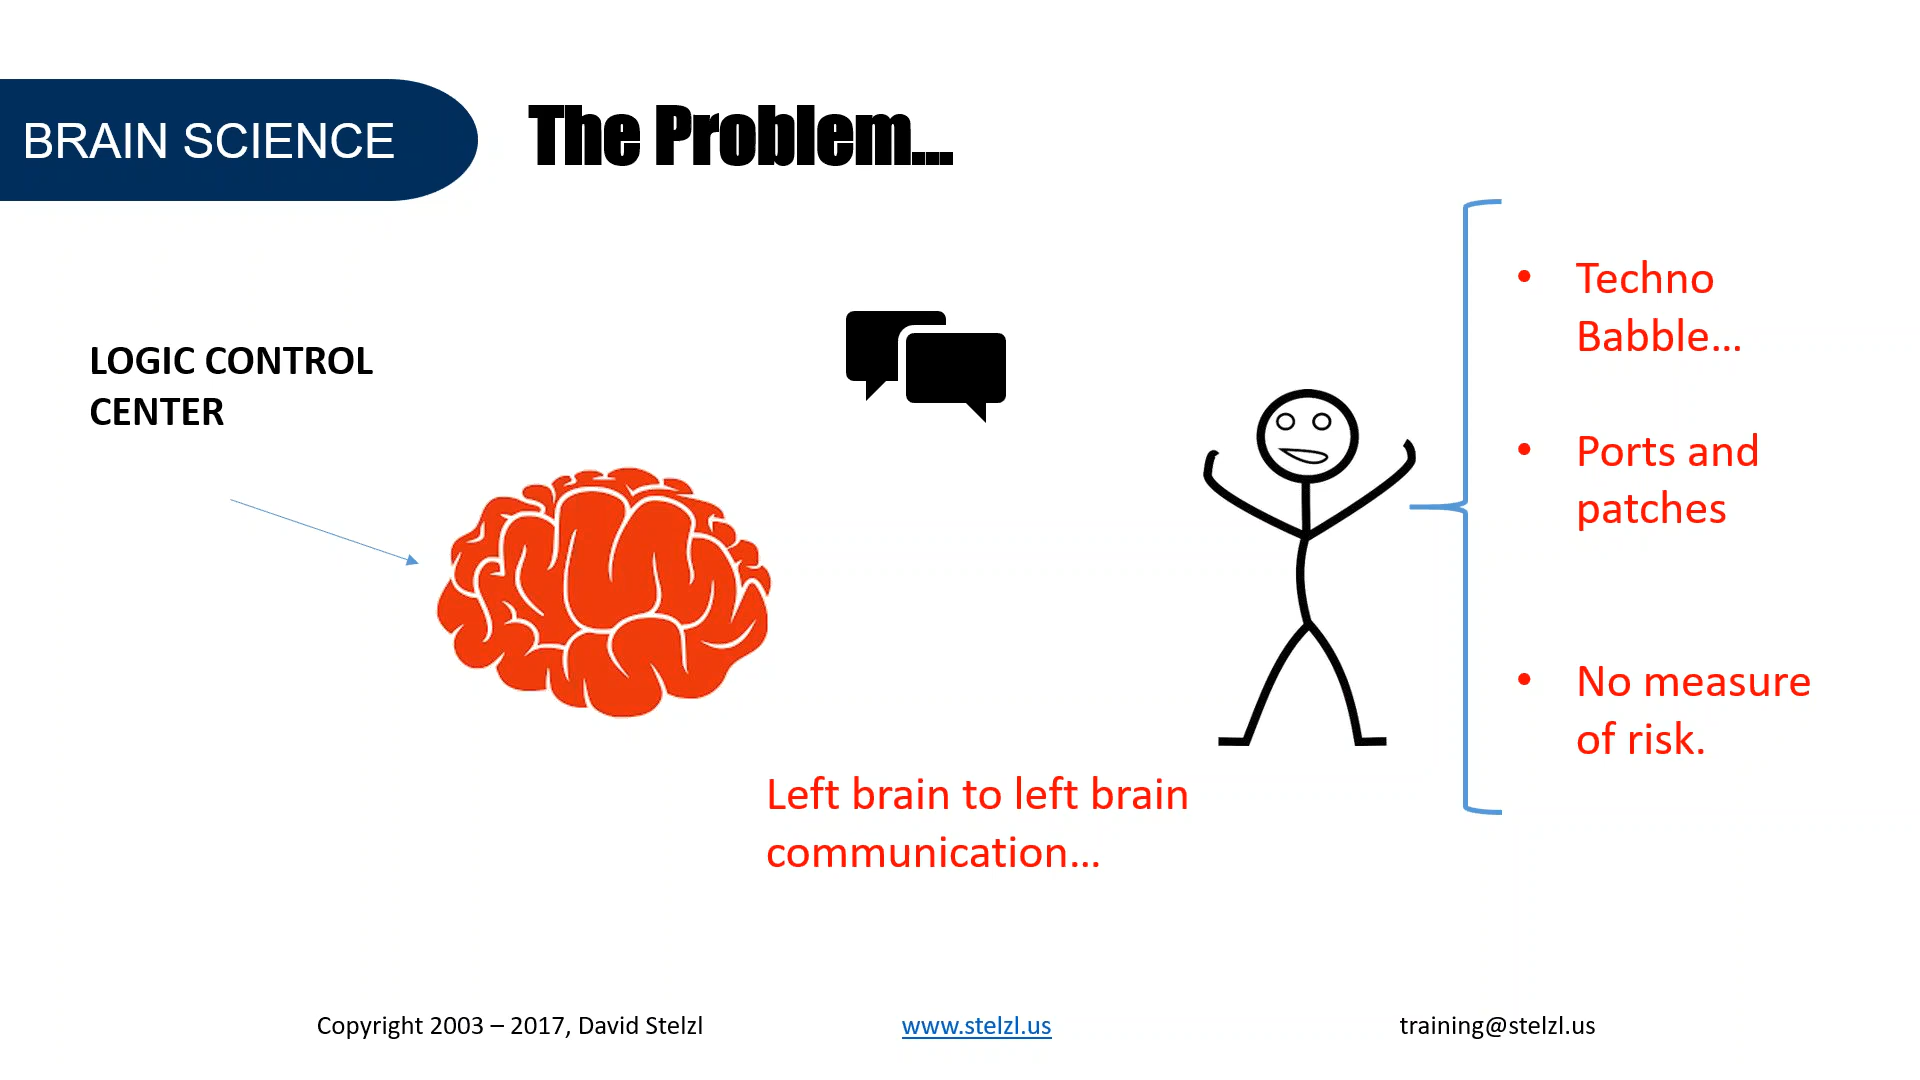 BRAIN SCIENCE
The Problem...
LOGIC CONTROL
CENTER
• Techno
Babble...
• Ports and
patches
• No measure
of risk.
Left brain to left brain
communication...
Copyright 2003 – 2017, David Stelzl
www.stelzl.us
training@stelzl.us